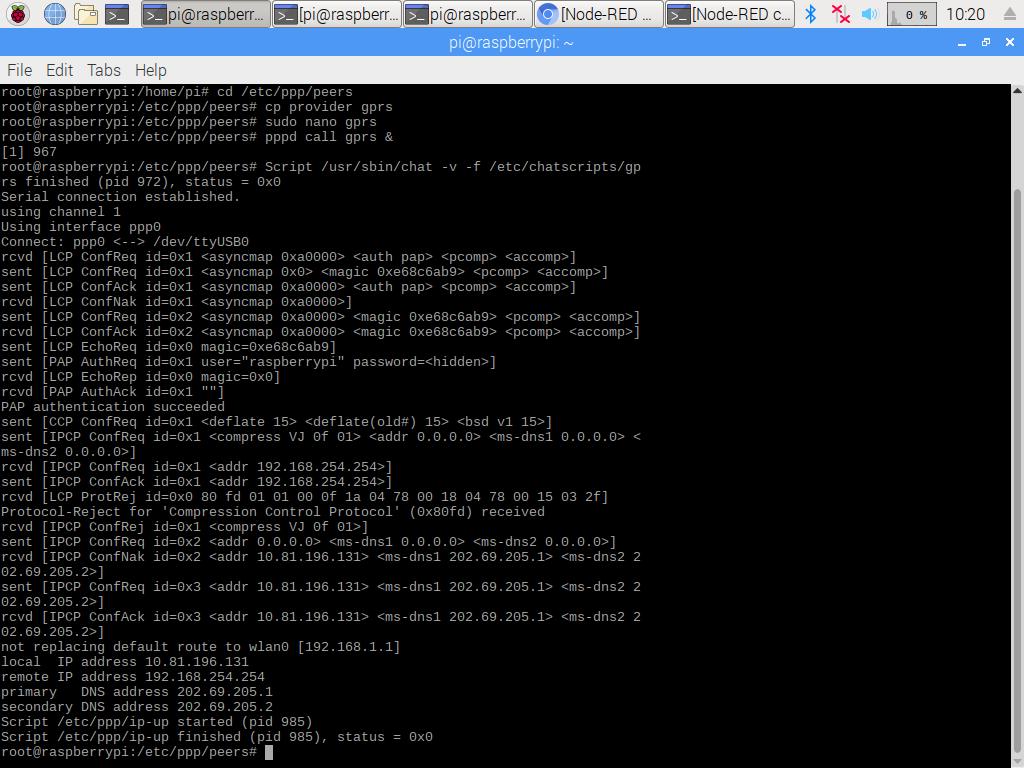 pi@raspberr...
[pi@raspberr...
pi@raspberr...
[Node-RED ...
[Node-RED c...
0 %
10:20
pi@raspberrypi: ~
File Edit Tabs Help
root@raspberrypi:/home/pi# cd /etc/ppp/peers
root@raspberrypi:/etc/ppp/peers# cp provider gprs
root@raspberrypi:/etc/ppp/peers# sudo nano gprs
root@raspberrypi:/etc/ppp/peers# pppd call gprs &
[1] 967
root@raspberrypi:/etc/ppp/peers# Script /usr/sbin/chat -v -f /etc/chatscripts/gp
rs finished (pid 972), status = 0x0
Serial connection established.
using channel 1
Using interface ppp0
Connect: ppp0 <--> /dev/ttyUSB0
rcvd [LCP ConfReq id=0x1 <asyncmap 0xa0000> <auth pap> <pcomp> <accomp>]
sent [LCP ConfReq id=0x1 <asyncmap 0x0> <magic 0xe68c6ab9> <pcomp> <accomp>]
sent [LCP ConfAck id=0x1 <asyncmap 0xa0000> <auth pap> <pcomp> <accomp>]
rcvd [LCP ConfNak id=0x1 <asyncmap 0xa0000>]
sent [LCP ConfReq id=0x2 <asyncmap 0xa0000> <magic 0xe68c6ab9> <pcomp> <accomp>]
rcvd [LCP ConfAck id=0x2 <asyncmap 0xa0000> <magic 0xe68c6ab9> <pcomp> <accomp>]
sent [LCP EchoReq id=0x0 magic=0xe68c6ab9]
sent [PAP AuthReq id=0x1 user="raspberrypi" password=<hidden>]
rcvd [LCP EchoRep id=0x0 magic=0x0]
rcvd [PAP AuthAck id=0x1 ""]
PAP authentication succeeded
sent [CCP ConfReq id=0x1 <deflate 15> <deflate(old#) 15> <bsd v1 15>]
sent [IPCP ConfReq id=0x1 <compress VJ 0f 01> <addr 0.0.0.0> <ms-dns1 0.0.0.0> <
ms-dns2 0.0.0.0>]
rcvd [IPCP ConfReq id=0x1 <addr 192.168.254.254>]
sent [IPCP ConfAck id=0x1 <addr 192.168.254.254>]
rcvd [LCP ProtRej id=0x0 80 fd 01 01 00 0f 1a 04 78 00 18 04 78 00 15 03 2f]
Protocol-Reject for 'Compression Control Protocol' (0x80fd) received
rcvd [IPCP ConfRej id=0x1 <compress VJ 0f 01>]
sent [IPCP ConfReq id=0x2 <addr 0.0.0.0> <ms-dns1 0.0.0.0> <ms-dns2 0.0.0.0>]
rcvd [IPCP ConfNak id=0x2 <addr 10.81.196.131> <ms-dns1 202.69.205.1> <ms-dns2 2
02.69.205.2>]
sent [IPCP ConfReq id=0x3 <addr 10.81.196.131> <ms-dns1 202.69.205.1> <ms-dns2 2
02.69.205.2>]
rcvd [IPCP ConfAck id=0x3 <addr 10.81.196.131> <ms-dns1 202.69.205.1> <ms-dns2 2
02.69.205.2>]
not replacing default route to wlan0 [192.168.1.1]
local  IP address 10.81.196.131
remote IP address 192.168.254.254
primary   DNS address 202.69.205.1
secondary DNS address 202.69.205.2
Script /etc/ppp/ip-up started (pid 985)
Script /etc/ppp/ip-up finished (pid 985), status = 0x0
root@raspberrypi:/etc/ppp/peers#